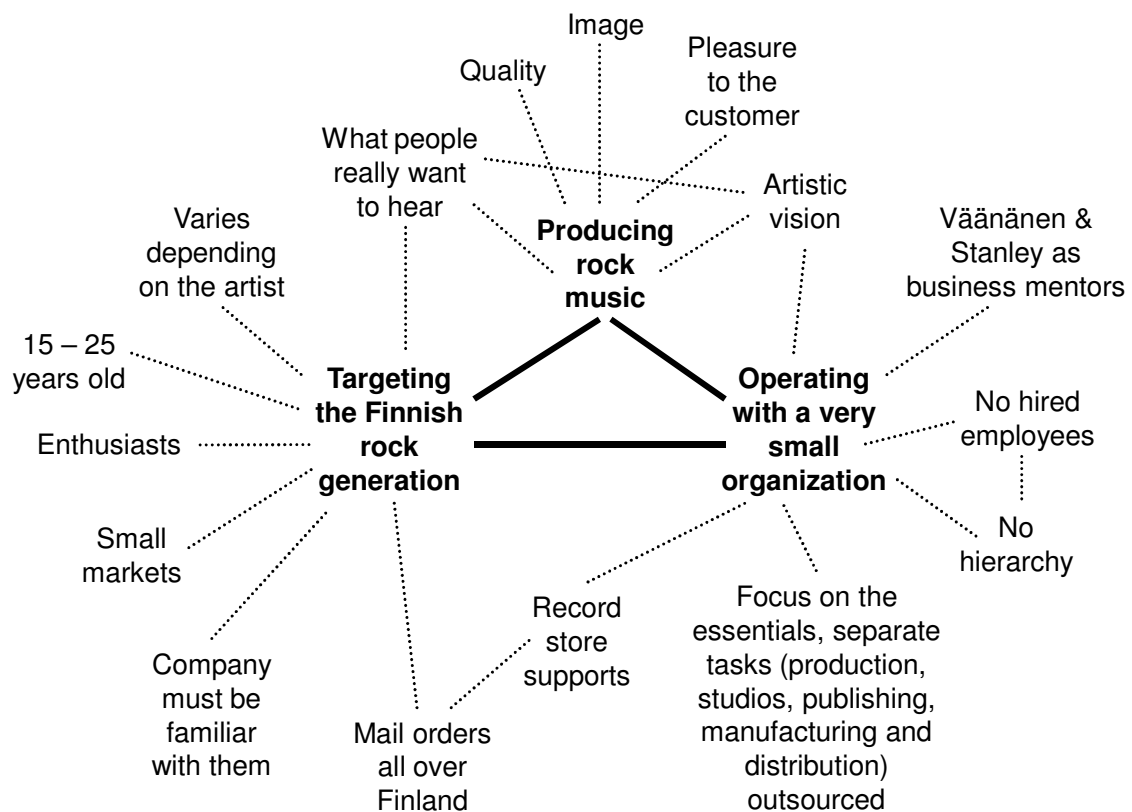 Image
Quality
Pleasure
to the
customer
What people
really want
to hear
Artistic
vision
Varies
depending
on the artist
Producing
rock
music
Väänänen &
Stanley as
business mentors
15 – 25
years old
Targeting
the Finnish
rock
generation
Operating
with a very
small
organization
No hired
employees
Enthusiasts
Small
markets
No
hierarchy
Company
must be
familiar
with them
Mail orders
all over
Finland
Record
store
supports
Focus on the
essentials, separate
tasks (production,
studios, publishing,
manufacturing and
distribution)
outsourced